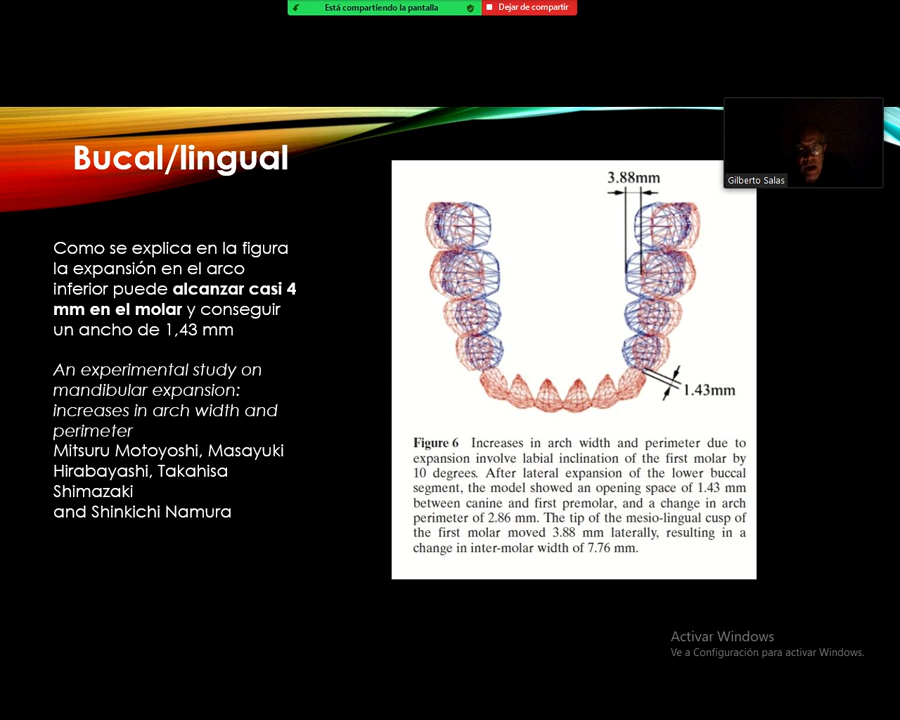 Está compartiendo la pantalla
Dejar de compartir
Bucal/lingual
Gilberto Salas
Como se explica en la figura
la expansión en el arco
inferior puede alcanzar casi 4
mm en el molar y conseguir
un ancho de 1,43 mm
An experimental study on
mandibular expansion:
increases in arch width and
perimeter
Mitsuru Motoyoshi, Masayuki
Hirabayashi, Takahisa
Shimazaki
and Shinkichi Namura
3.88mm
1.43mm
Figure 6 Increases in arch width and perimeter due to
expansion involve labial inclination of the first molar by
10 degrees. After lateral expansion of the lower buccal
segment, the model showed an opening space of 1.43 mm
between canine and first premolar, and a change in arch
perimeter of 2.86 mm. The tip of the mesio-lingual cusp of
the first molar moved 3.88 mm laterally, resulting in a
change in inter-molar width of 7.76 mm.
Activar Windows
Ve a Configuración para activar Windows.